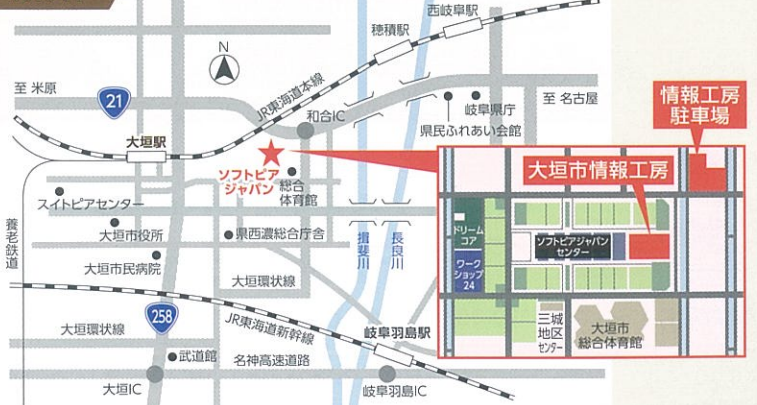 西岐阜駅
穂積駅
N
至 米原
21
JR東海道本線
和合IC
岐阜県庁
県民ふれあい会館
至 名古屋
情報工房
駐車場
大垣駅
ソフトピア
ジャパン
総合
体育館
スイトピアセンター
大垣市役所
県西濃総合庁舎
大垣市民病院
養老鉄道
揖斐川
長良川
大垣環状線
258
JR東海道新幹線
大垣環状線
岐阜羽島駅
武道館
名神高速道路
大垣IC
岐阜羽島IC
大垣市情報工房
ドリーム
コア
ソフトピアジャパン
センター
ワーク
ショップ
24
三城
地区
センター
大垣市
総合体育館